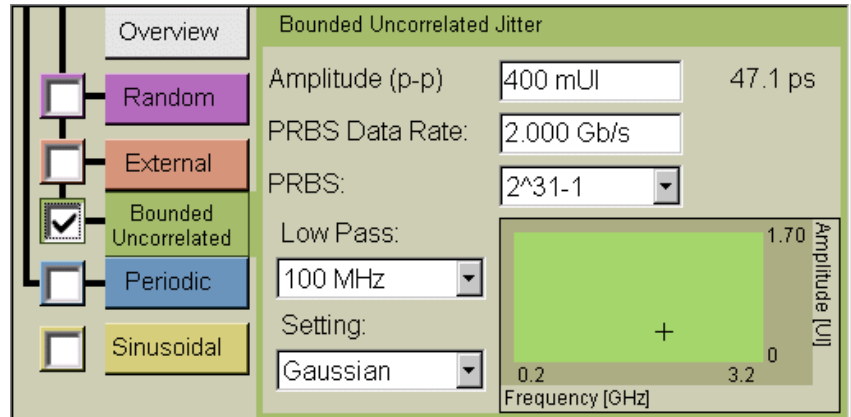 Overview
Random
External
Bounded
Uncorrelated
Periodic
Sinusoidal
Bounded Uncorrelated Jitter
Amplitude (p-p)
400 mUI
47.1 ps
PRBS Data Rate:
2.000 Gb/s
PRBS:
2^31-1
Low Pass:
100 MHz
Setting:
Gaussian
1.70
0
Amplitude [UI]
0.2
3.2
Frequency [GHz]